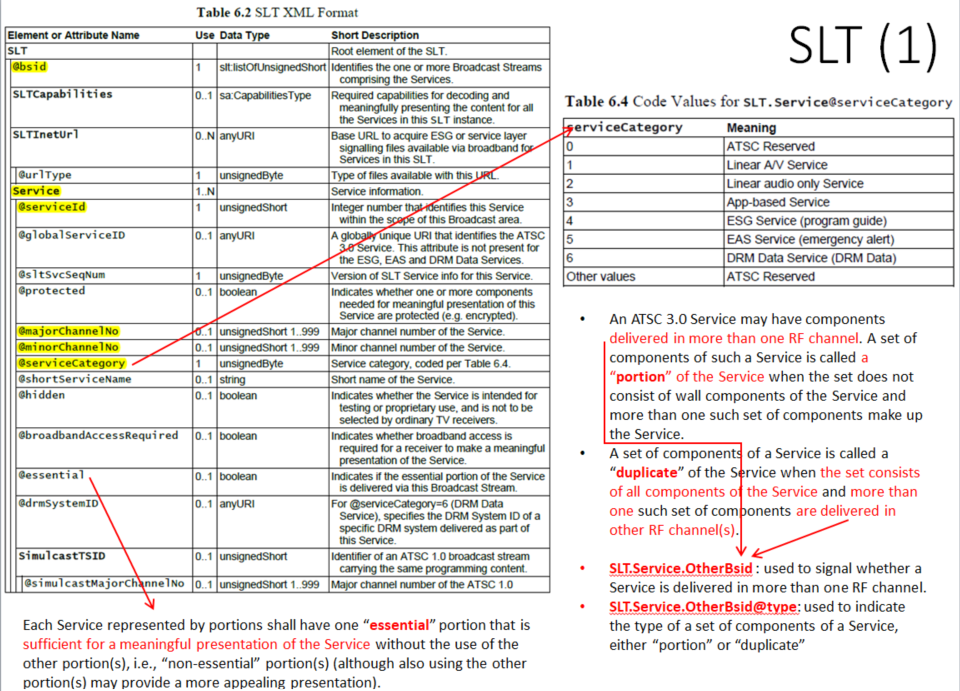 Table 6.2 SLT XML Format
Element or Attribute Name Use Data Type Short Description
SLT Root element of the SLT.
@bsid 1 slt:listOfUnsignedShort Identifies the one or more Broadcast Streams
comprising the Services.
SLTCapabilities 0..1 sa:CapabilitiesType Required capabilities for decoding and
meaningfully presenting the content for all
the Services in this SLT instance.
SLTInetUrl 0..N anyURI Base URL to acquire ESG or service layer
signalling files available via broadband for
Services in this SLT.
@urlType 1 unsignedByte Type of files available with this URL.
Service 1..N Service information.
@serviceId 1 unsignedShort Integer number that identifies this Service
within the scope of this Broadcast area.
@globalServiceID 0..1 anyURI A globally unique URI that identifies the ATSC
3.0 Service. This attribute is not present for
the ESG, EAS and DRM Data Services.
@sltSvcSeqNum 1 unsignedByte Version of SLT Service info for this Service.
@protected 0..1 boolean Indicates whether one or more components
needed for meaningful presentation of this
Service are protected (e.g. encrypted).
@majorChannelNo 0..1 unsignedShort 1..999 Major channel number of the Service.
@minorChannelNo 0..1 unsignedShort 1..999 Minor channel number of the Service.
@serviceCategory 1 unsignedByte Service category, coded per Table 6.4.
@shortServiceName 0..1 string Short name of the Service.
@hidden 0..1 boolean Indicates whether the Service is intended for
testing or proprietary use, and is not to be
selected by ordinary TV receivers.
@broadbandAccessRequired 0..1 boolean Indicates whether broadband access is
required for a receiver to make a meaningful
presentation of the Service.
@essential 0..1 boolean Indicates if the essential portion of the Service
is delivered via this Broadcast Stream.
@drmSystemID 0..1 anyURI For @serviceCategory=6 (DRM Data
Service), specifies the DRM System ID of a
specific DRM system delivered as part of
this Service.
SimulcastTSID 0..1 unsignedShort Identifier of an ATSC 1.0 broadcast stream
carrying the same programming content.
@simulcastMajorChannelNo 0..1 unsignedShort 1..999 Major channel number of the ATSC 1.0
Each Service represented by portions shall have one “essential” portion that is
sufficient for a meaningful presentation of the Service without the use of the
other portion(s), i.e., “non-essential” portion(s) (although also using the other
portion(s) may provide a more appealing presentation).
SLT (1)
Table 6.4 Code Values for SLT.Service@serviceCategory
serviceCategory Meaning
0 ATSC Reserved
1 Linear A/V Service
2 Linear audio only Service
3 App-based Service
4 ESG Service (program guide)
5 EAS Service (emergency alert)
6 DRM Data Service (DRM Data)
Other values ATSC Reserved
• An ATSC 3.0 Service may have components
delivered in more than one RF channel. A set of
components of such a Service is called a
“portion” of the Service when the set does not
consist of wall components of the Service and
more than one such set of components make up
the Service.
• A set of components of a Service is called a
“duplicate” of the Service when the set consists
of all components of the Service and more than
one such set of components are delivered in
other RF channel(s).
• SLT.Service.OtherBsid : used to signal whether a
Service is delivered in more than one RF channel.
• SLT.Service.OtherBsid@type: used to indicate
the type of a set of components of a Service,
either “portion” or “duplicate”